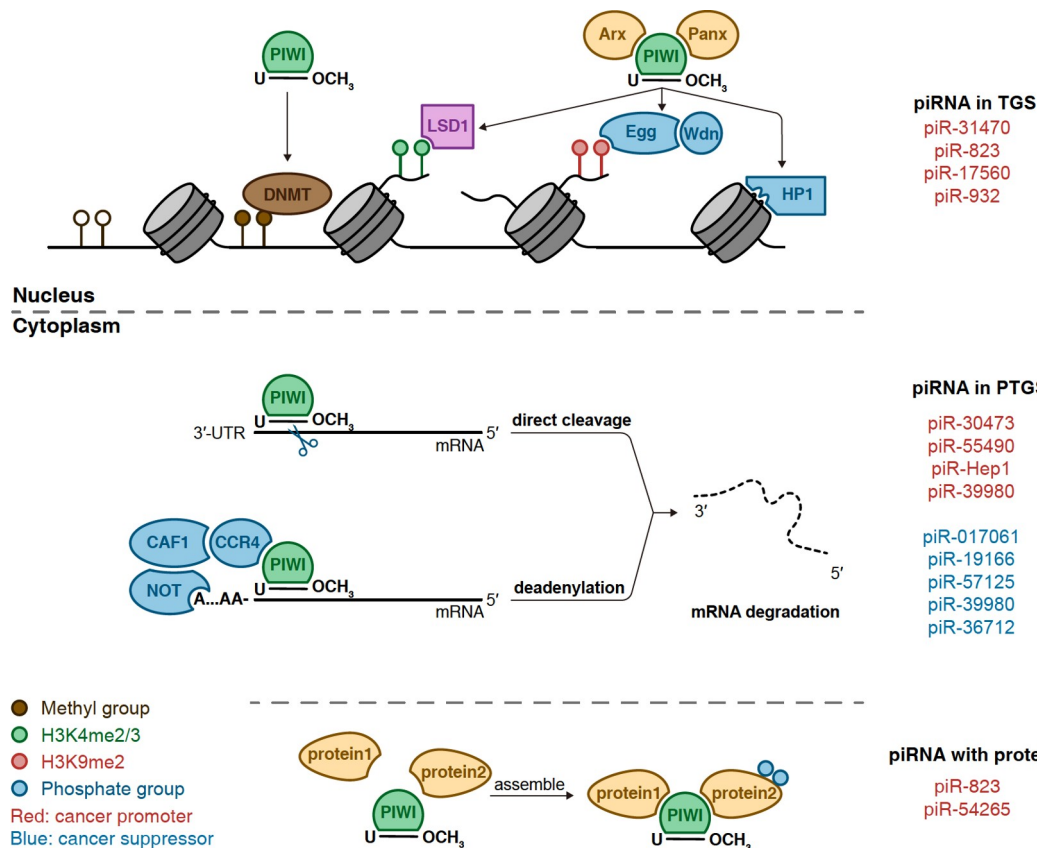 Arx
Panx
PIWI
PIWI
U
OCH3
U
OCH3
LSD1
Egg
Wdn
DNMT
HP1
piRNA in TGS
piR-31470
piR-823
piR-17560
piR-932
Nucleus
Cytoplasm
PIWI
U
OCH3
3′-UTR
5′
mRNA
direct cleavage
CAF1
CCR4
PIWI
NOT
A...AA-
U
OCH3
5′
mRNA
deadenylation
3′
5′
mRNA degradation
piRNA in PTGS
piR-30473
piR-55490
piR-Hep1
piR-39980
piR-017061
piR-19166
piR-57125
piR-39980
piR-36712
Methyl group
H3K4me2/3
H3K9me2
Phosphate group
Red: cancer promoter
Blue: cancer suppressor
protein1
protein2
PIWI
U
OCH3
assemble
protein1
protein2
PIWI
U
OCH3
piRNA with prote
piR-823
piR-54265